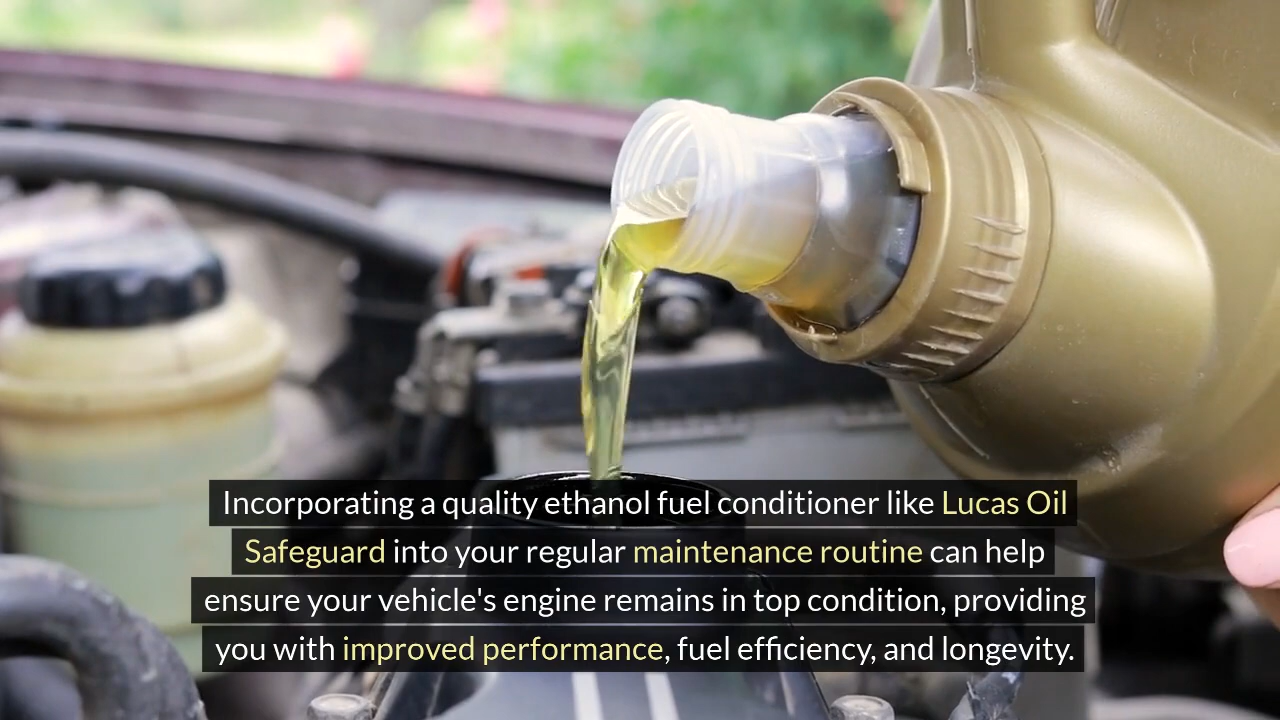 Incorporating a quality ethanol fuel conditioner like Lucas Oil
Safeguard into your regular maintenance routine can help
ensure your vehicle's engine remains in top condition, providing
you with improved performance, fuel efficiency, and longevity.